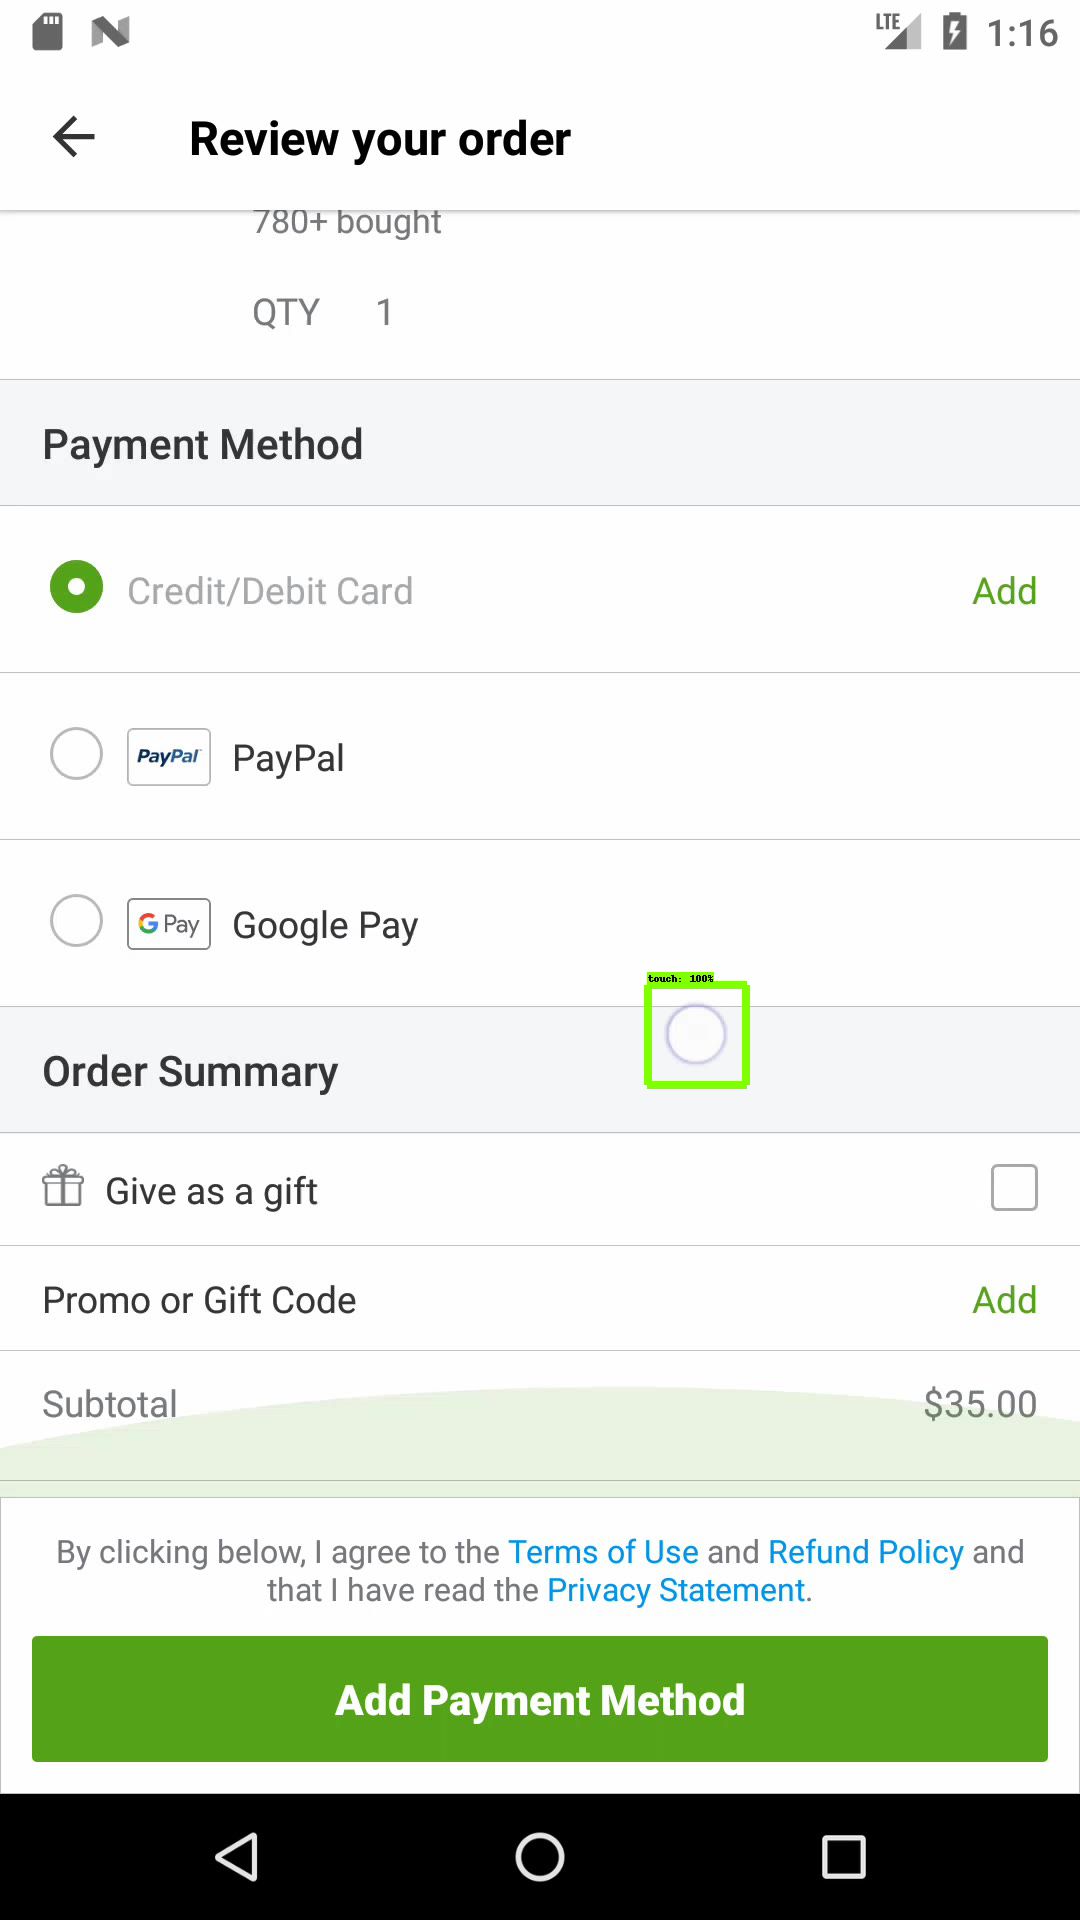 LTE 1:16
Review your order
780+ bought
QTY 1
Payment Method
Credit/Debit Card Add
PayPal PayPal
G Pay Google Pay
touch: 100%
Order Summary
Give as a gift
Promo or Gift Code Add
Subtotal $35.00
By clicking below, I agree to the Terms of Use and Refund Policy and
that I have read the Privacy Statement.
Add Payment Method